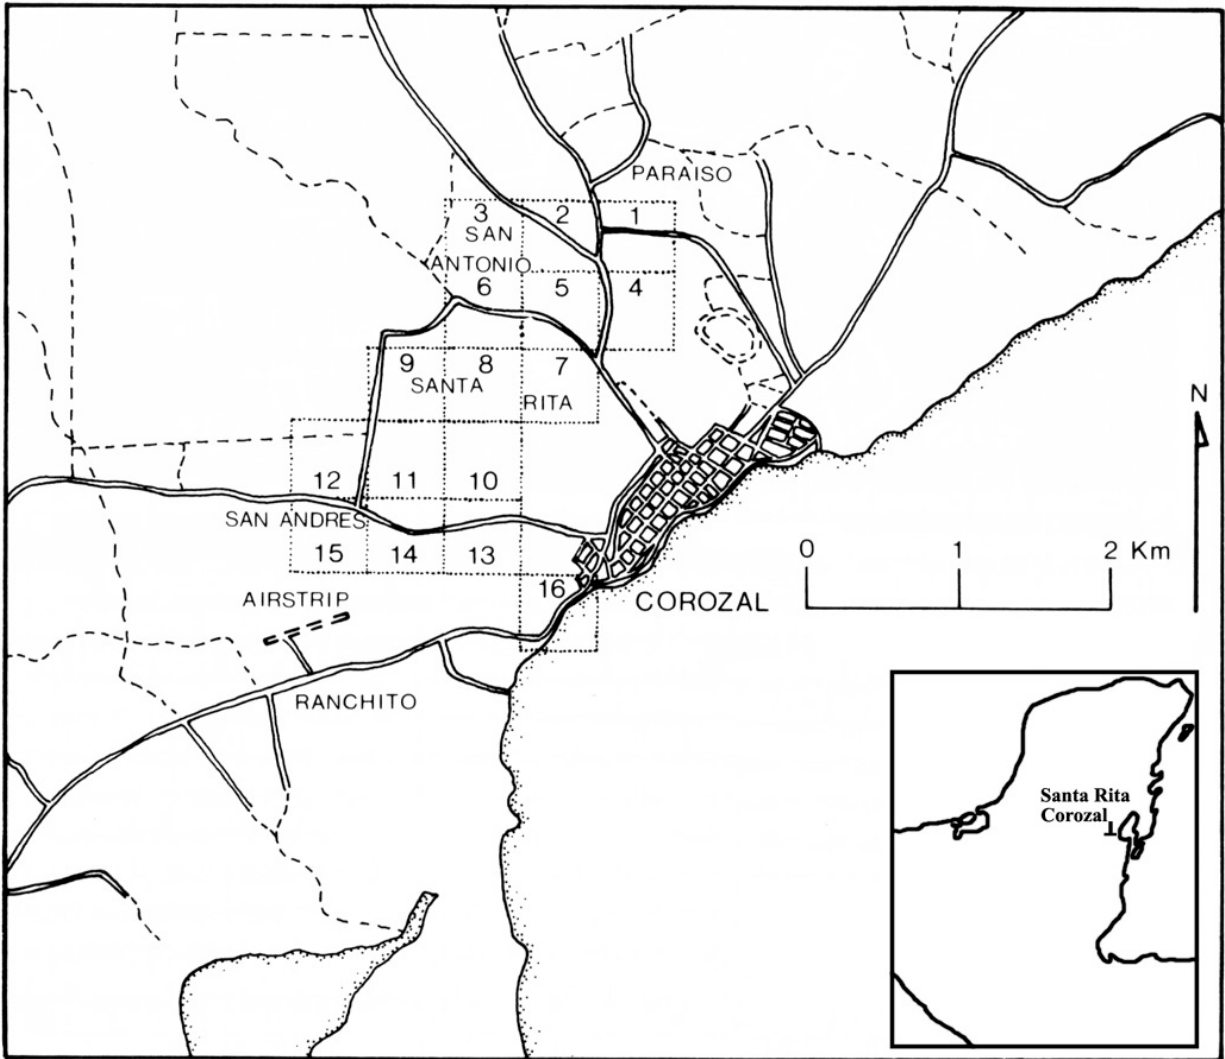 PARAISO
3 2 1
SAN
ANTONIO
6 5 4
9 8 7
SANTA
RITA
N
12 11 10
SAN ANDRES
15 14 13
0 1 2 Km
16
AIRSTRIP
COROZAL
RANCHITO
Santa Rita
Corozal